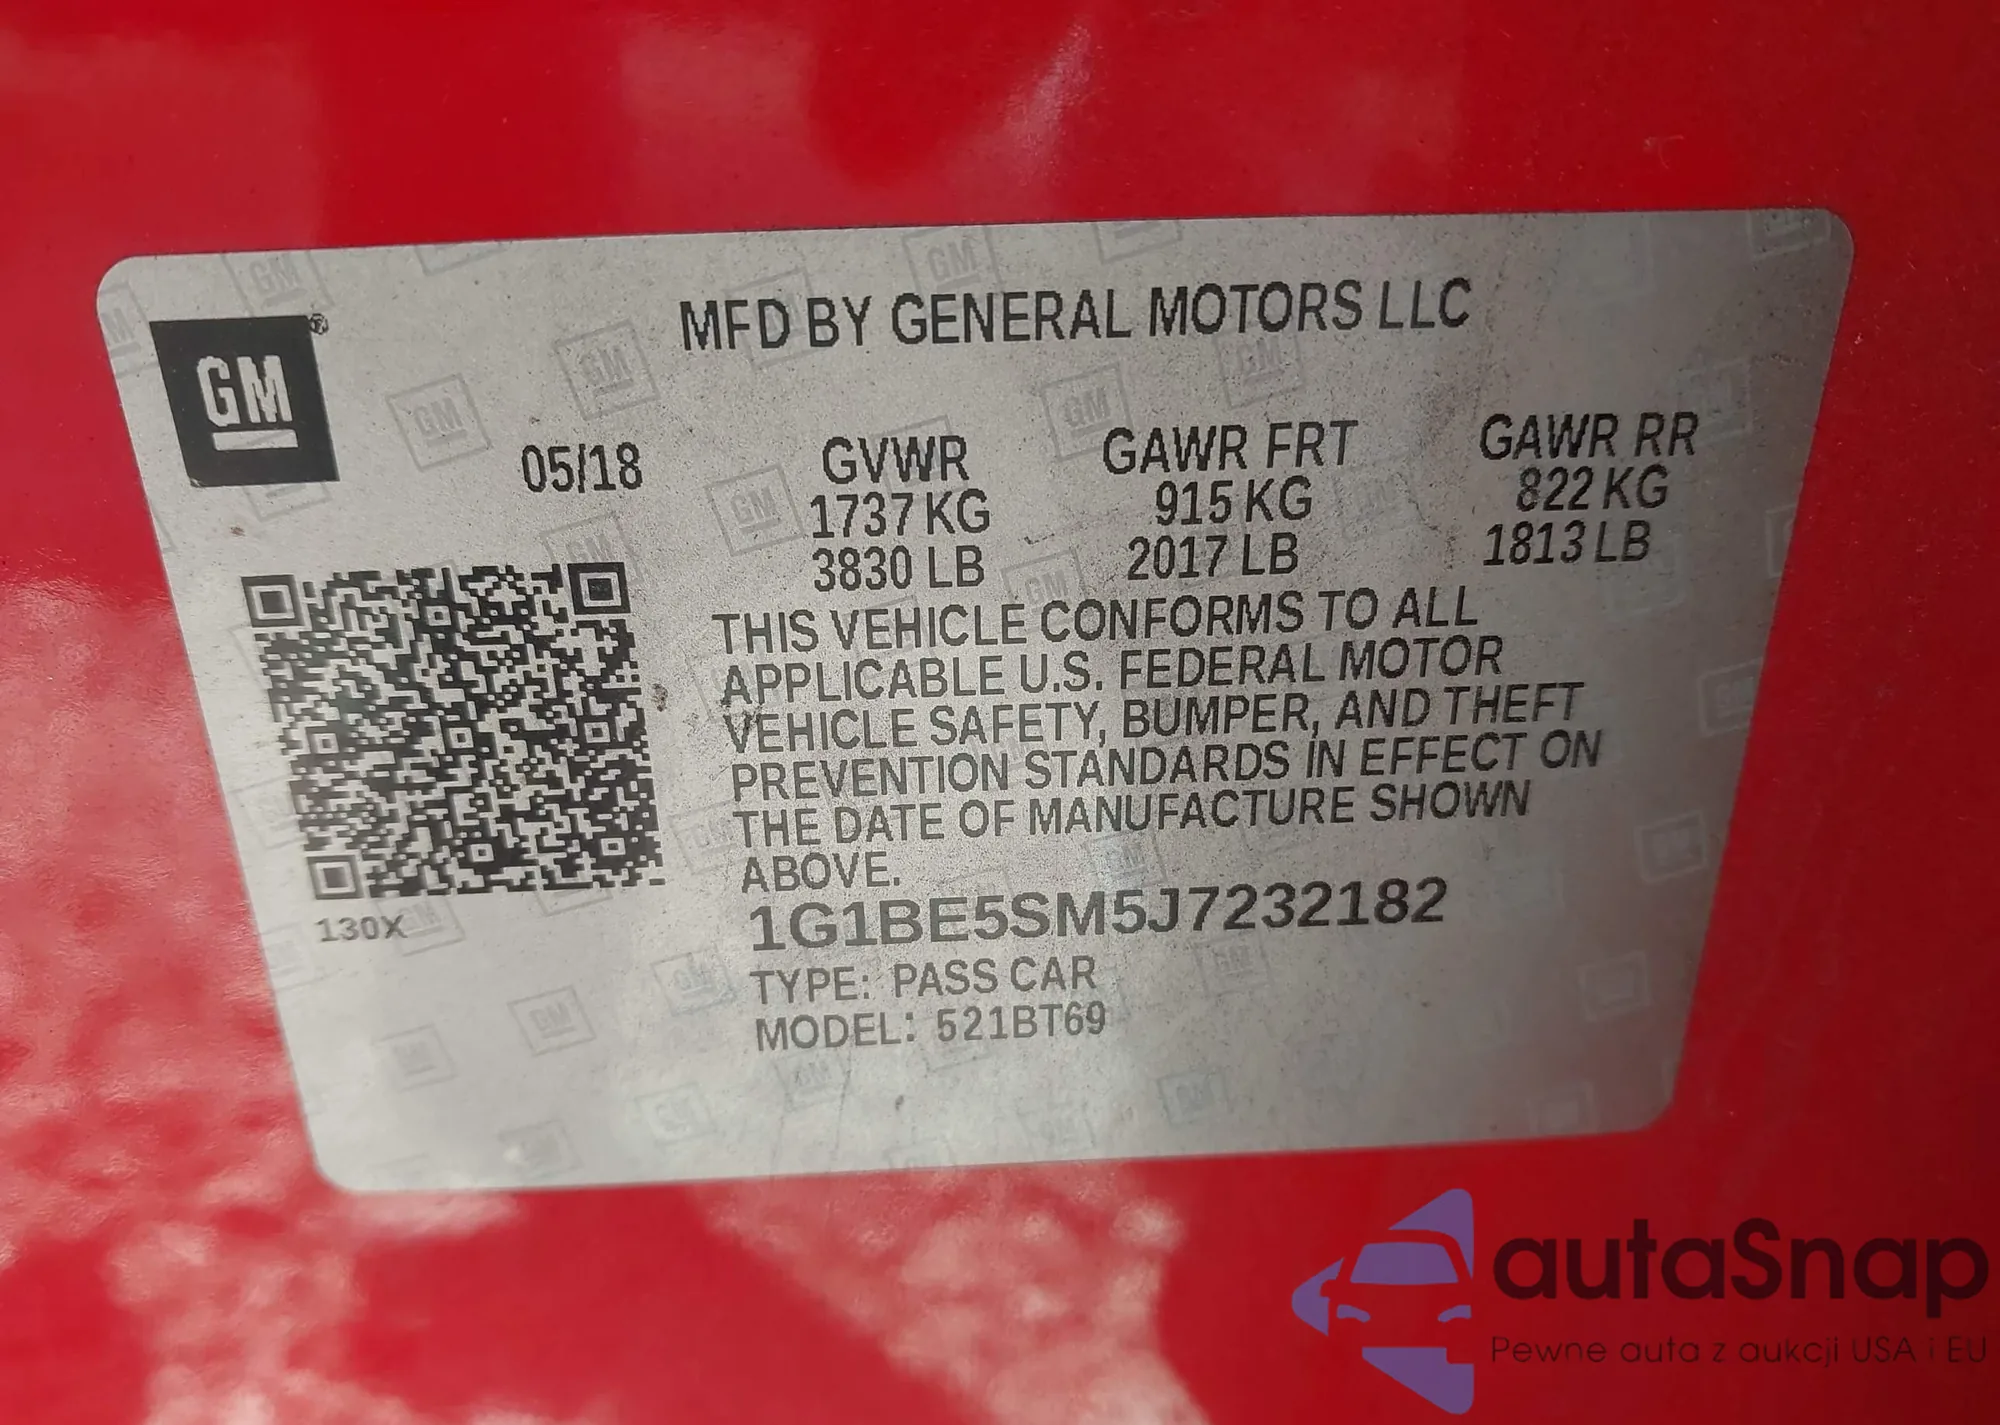 MFD BY GENERAL MOTORS LLC
GM®
05/18
GVWR
1737 KG
3830 LB
GAWR FRT
915 KG
2017 LB
GAWR RR
822 KG
1813 LB
THIS VEHICLE CONFORMS TO ALL
APPLICABLE U.S. FEDERAL MOTOR
VEHICLE SAFETY, BUMPER, AND THEFT
PREVENTION STANDARDS IN EFFECT ON
THE DATE OF MANUFACTURE SHOWN
ABOVE.
130X
1G1BE5SM5J7232182
TYPE: PASS CAR
MODEL: 521BT69
autaSnap
Pewne auta z aukcji USA i EU